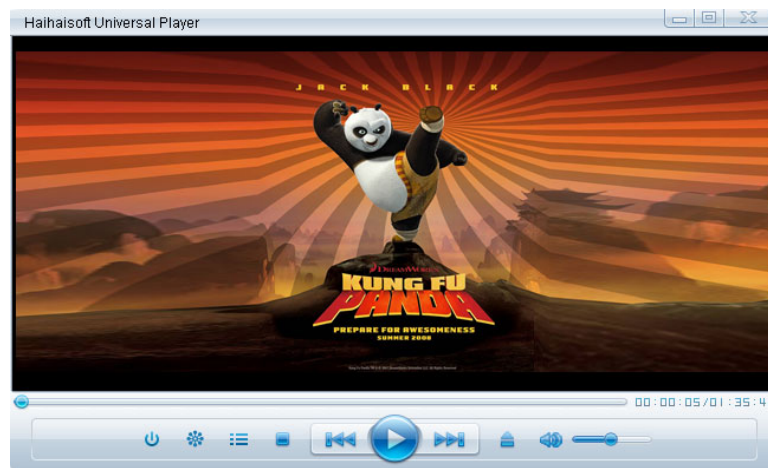 Haihaisoft Universal Player
JACK BLACK
DREAMWORKS
KUNG FU
PANDA
PREPARE FOR AWESOMENESS
SUMMER 2008
00:00:05/01:35:4